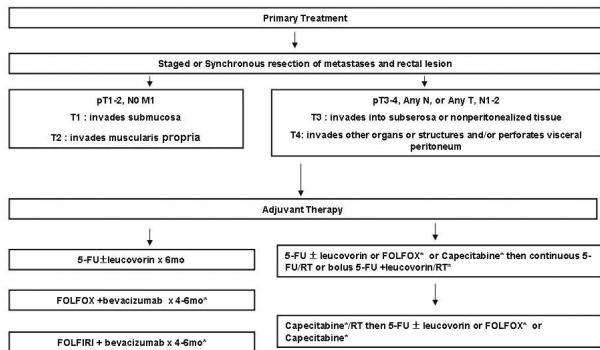 Primary Treatment
Staged or Synchronous resection of metastases and rectal lesion
pT1-2, N0 M1
T1 : invades submucosa
T2 : invades muscularis propria
pT3-4, Any N, or Any T, N1-2
T3 : invades into subserosa or nonperitonealized tissue
T4: invades other organs or structures and/or perforates visceral
peritoneum
Adjuvant Therapy
5-FU±leucovorin x 6mo
FOLFOX +bevacizumab x 4-6mo*
FOLFIRI + bevacizumab x 4-6mo*
5-FU ± leucovorin or FOLFOX* or Capecitabine* then continuous 5-
FU/RT or bolus 5-FU +leucovorin/RT*
Capecitabine*/RT then 5-FU ± leucovorin or FOLFOX* or
Capecitabine*